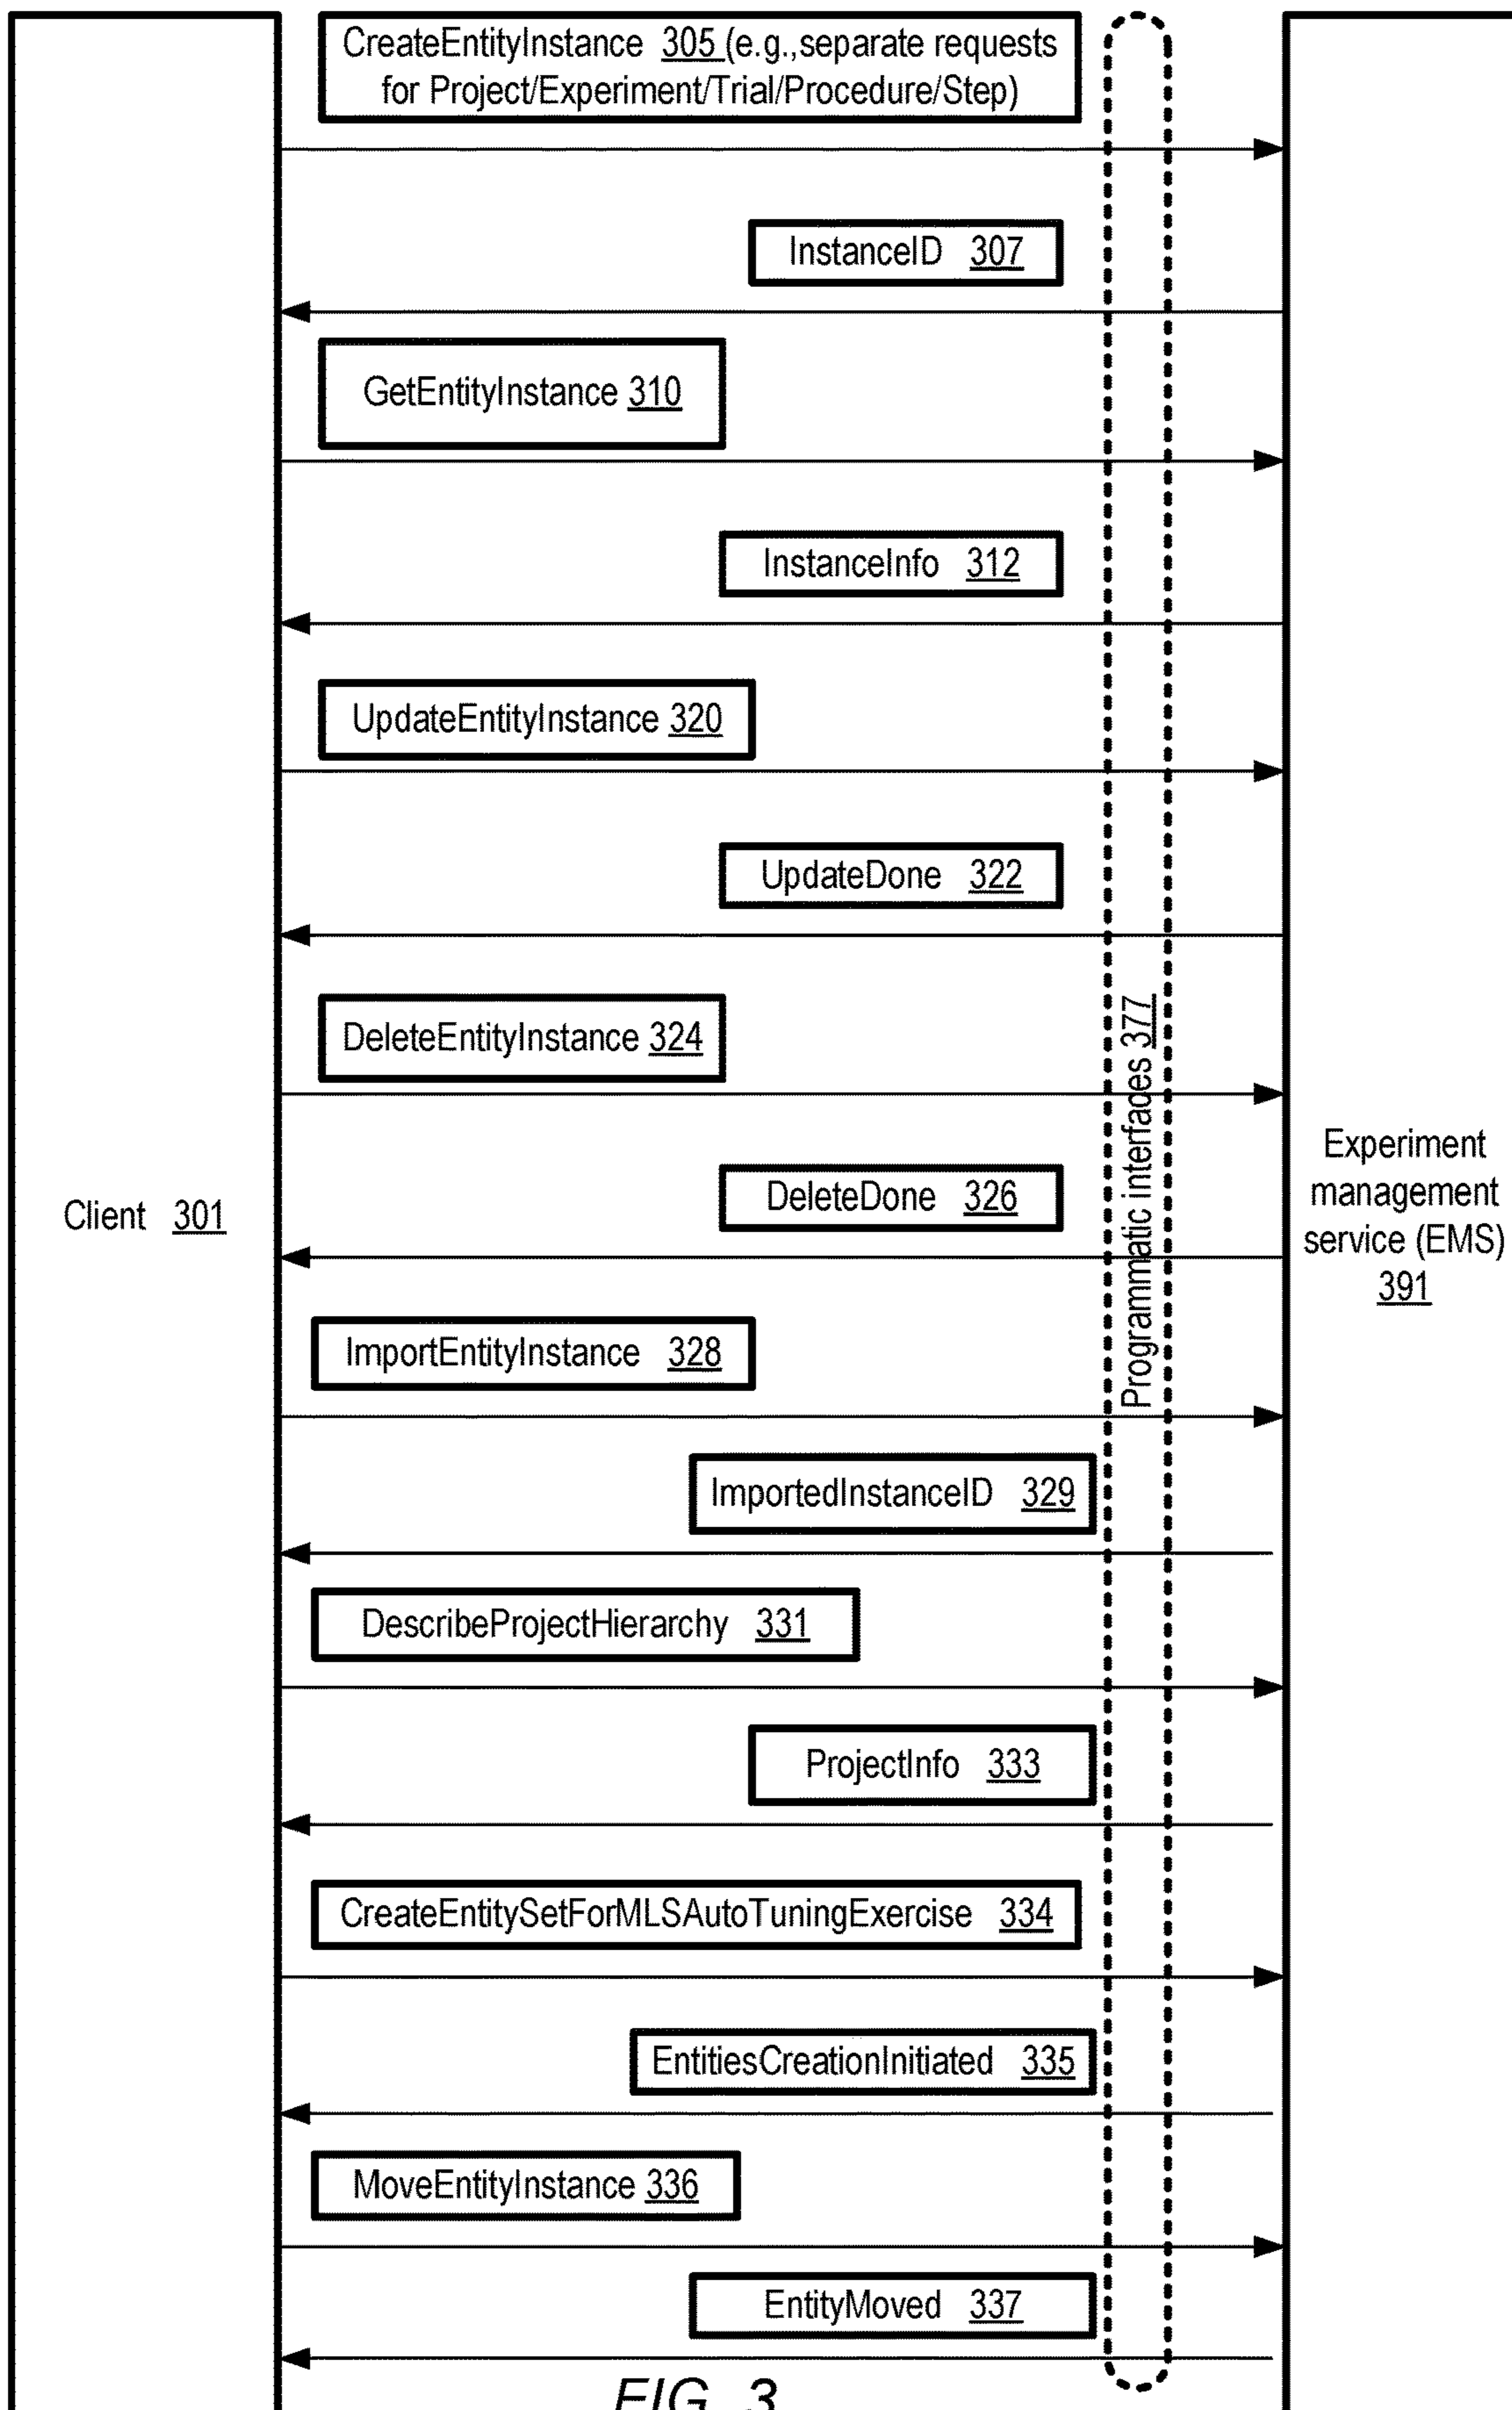 CreateEntityInstance 305 (e.g.,separate requests
for Project/Experiment/Trial/Procedure/Step)
InstanceID 307
GetEntityInstance 310
InstanceInfo 312
UpdateEntityInstance 320
UpdateDone 322
DeleteEntityInstance 324
DeleteDone 326
Client 301
Programmatic interfaces 377
Experiment
management
service (EMS)
391
ImportEntityInstance 328
ImportedInstanceID 329
DescribeProjectHierarchy 331
ProjectInfo 333
CreateEntitySetForMLSAutoTuningExercise 334
EntitiesCreationInitiated 335
MoveEntityInstance 336
EntityMoved 337
FIG. 3